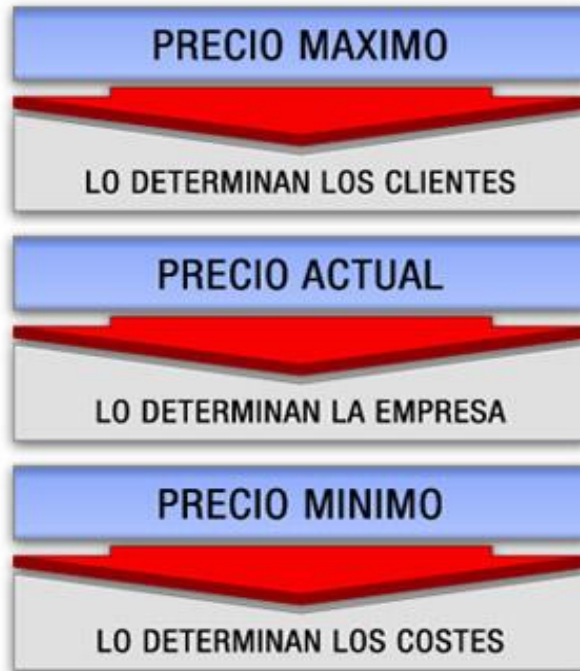 PRECIO MAXIMO
LO DETERMINAN LOS CLIENTES
PRECIO ACTUAL
LO DETERMINAN LA EMPRESA
PRECIO MINIMO
LO DETERMINAN LOS COSTES